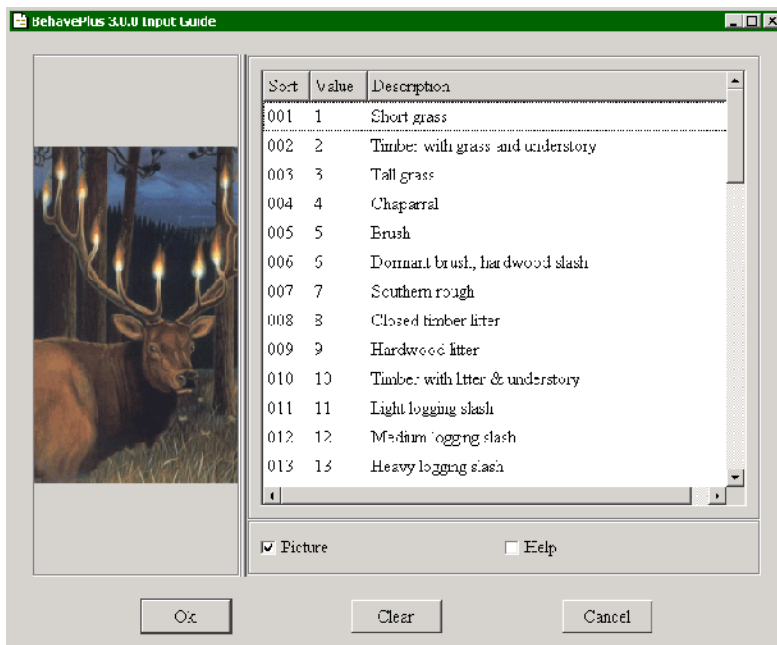 BehavePlus 3.0.0 Input Guide
Sort Value Description
001 1 Short grass
002 2 Timber with grass and understory
003 3 Tall grass
004 4 Chaparral
005 5 Brush
006 6 Dormant brush, hardwood slash
007 7 Southern rough
008 8 Closed timber litter
009 9 Hardwood litter
010 10 Timber with litter & understory
011 11 Light logging slash
012 12 Medium logging slash
013 13 Heavy logging slash
Picture Help
Ok Clear Cancel